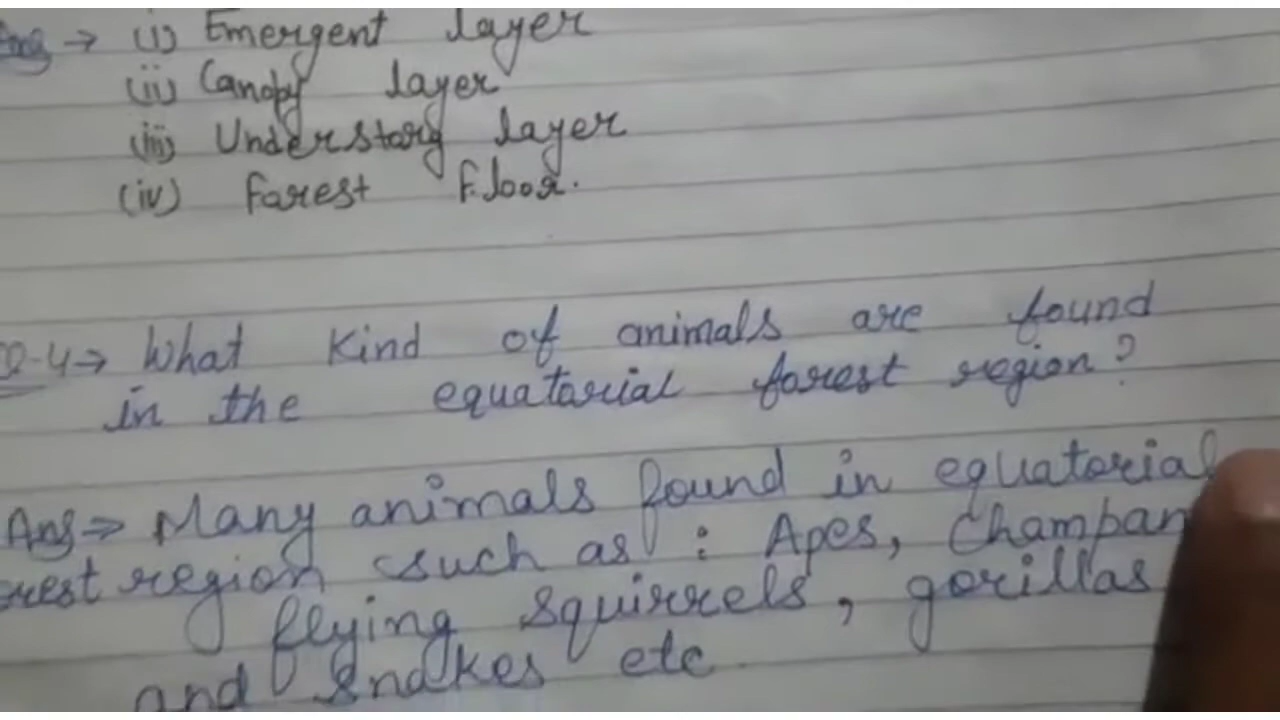 Ans → (i) Emergent layer
(ii) Canopy layer
(iii) Understory layer
(iv) Forest Floor.
Q-4→ What kind of animals are found
in the equatorial forest region?
Ans→ Many animals found in equatorial
rest region such as : Apes, Champan
flying squirrels, gorillas
and snakes etc